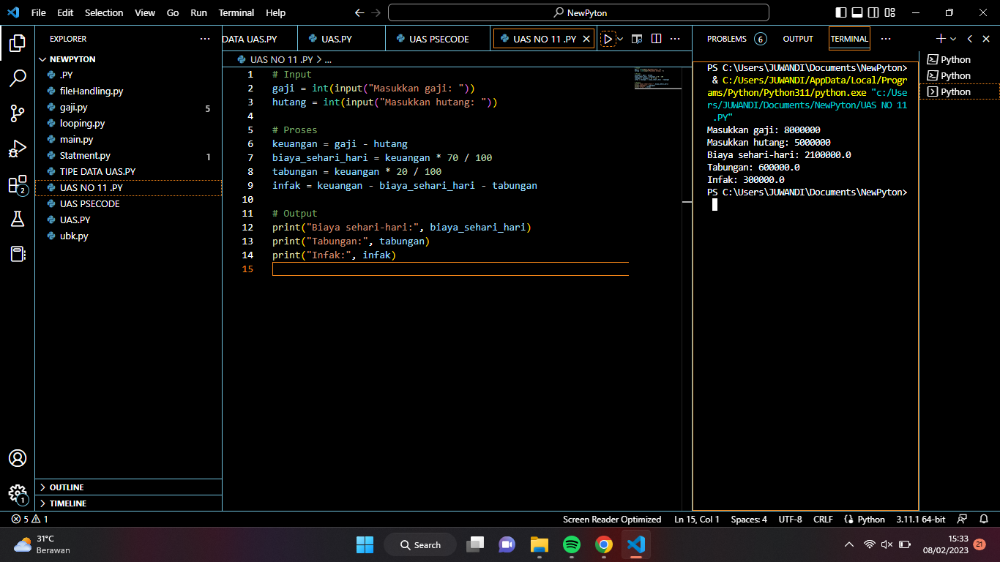 File Edit Selection View Go Run Terminal Help
NewPyton
EXPLORER
NEWPYTON
.PY
fileHandling.py
gaji.py 5
looping.py
main.py
Statment.py 1
TIPE DATA UAS.PY
UAS NO 11 .PY
UAS PSECODE
UAS.PY
ubk.py
OUTLINE
TIMELINE
2
1
DATA UAS.PY UAS.PY UAS PSECODE UAS NO 11 .PY
UAS NO 11 .PY > ...
1 # Input
2 gaji = int(input("Masukkan gaji: "))
3 hutang = int(input("Masukkan hutang: "))
4
5 # Proses
6 keuangan = gaji - hutang
7 biaya_sehari_hari = keuangan * 70 / 100
8 tabungan = keuangan * 20 / 100
9 infak = keuangan - biaya_sehari_hari - tabungan
10
11 # Output
12 print("Biaya sehari-hari:", biaya_sehari_hari)
13 print("Tabungan:", tabungan)
14 print("Infak:", infak)
15
PROBLEMS 6 OUTPUT TERMINAL
PS C:\Users\JUWANDI\Documents\NewPyton>
& C:/Users/JUWANDI/AppData/Local/Progr
ams/Python/Python311/python.exe "c:/Use
rs/JUWANDI/Documents/NewPyton/UAS NO 11
.PY"
Masukkan gaji: 8000000
Masukkan hutang: 5000000
Biaya sehari-hari: 2100000.0
Tabungan: 600000.0
Infak: 300000.0
PS C:\Users\JUWANDI\Documents\NewPyton>
Python
Python
Python
5 1
Screen Reader Optimized Ln 15, Col 1 Spaces: 4 UTF-8 CRLF Python 3.11.1 64-bit
31°C
Berawan
Search
15:33
08/02/2023
21